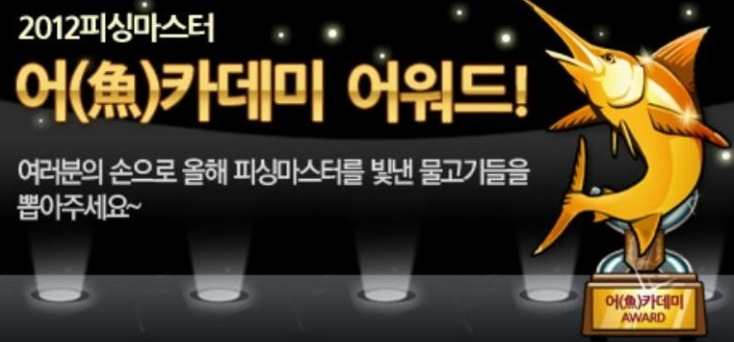 2012피싱마스터
어(魚)카데미 어워드!
여러분의 손으로 올해 피싱마스터를 빛낸 물고기들을
뽑아주세요~
어(魚)카데미
AWARD